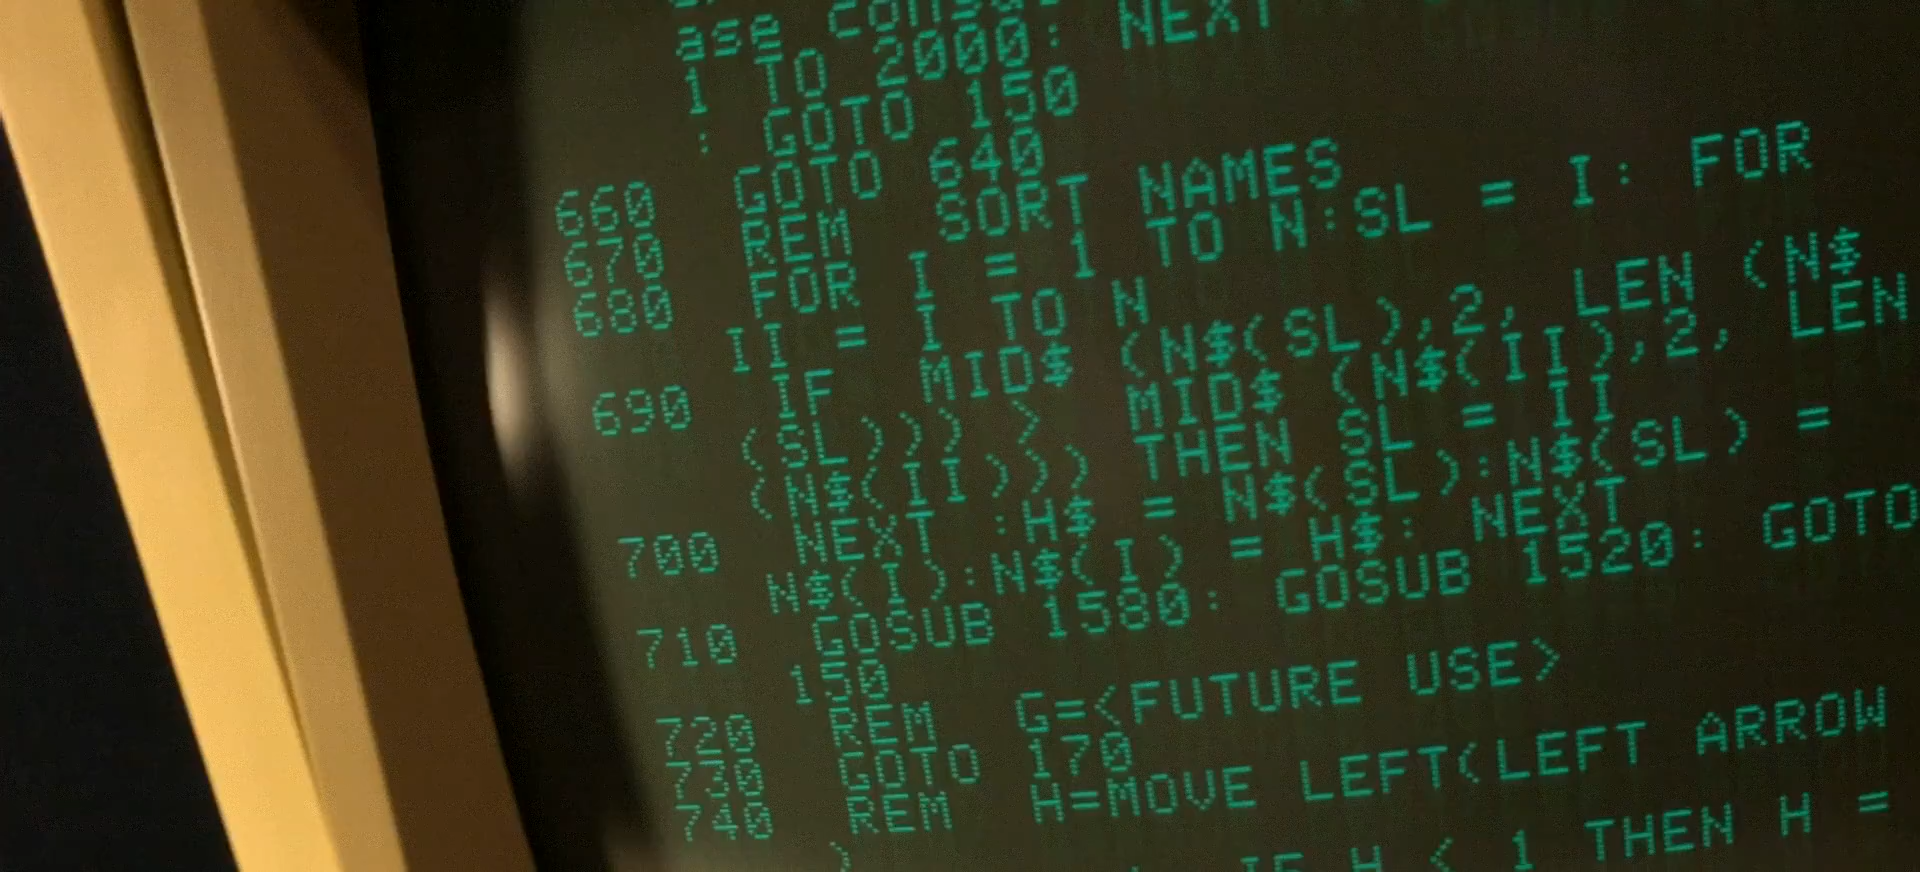 ase
1 TO 2000: NEXT
: GOTO 150
660 GOTO 640
670 REM SORT NAMES
680 FOR I = 1 TO N:SL = I: FOR
II = I TO N
690 IF MID$ (N$(SL),2, LEN (N$
(SL))) > MID$ (N$(II),2, LEN
(N$(II))) THEN SL = II
700 NEXT :H$ = N$(SL):N$(SL) =
N$(I):N$(I) = H$: NEXT
710 GOSUB 1580: GOSUB 1520: GOTO
150
720 REM G=<FUTURE USE>
730 GOTO 170
740 REM H=MOVE LEFT(LEFT ARROW
) IF H < 1 THEN H =